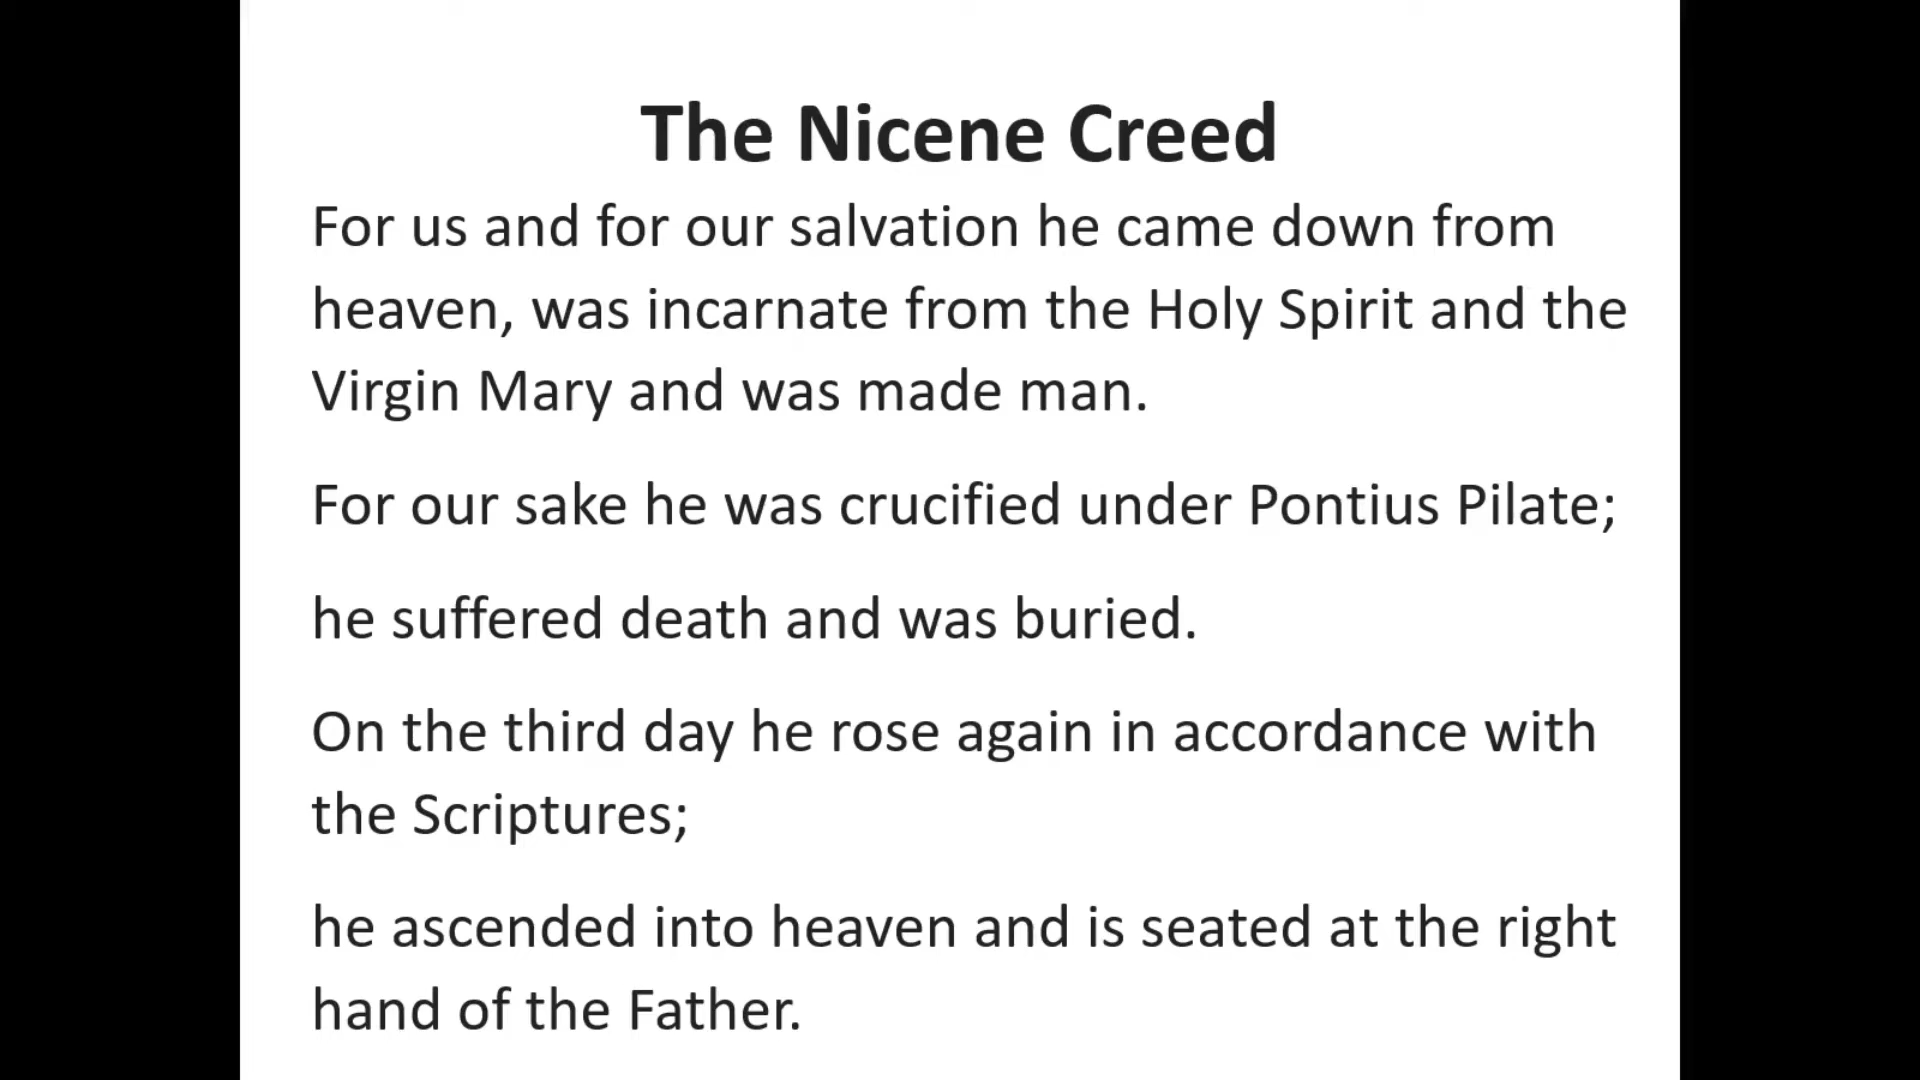 The Nicene Creed
For us and for our salvation he came down from
heaven, was incarnate from the Holy Spirit and the
Virgin Mary and was made man.
For our sake he was crucified under Pontius Pilate;
he suffered death and was buried.
On the third day he rose again in accordance with
the Scriptures;
he ascended into heaven and is seated at the right
hand of the Father.